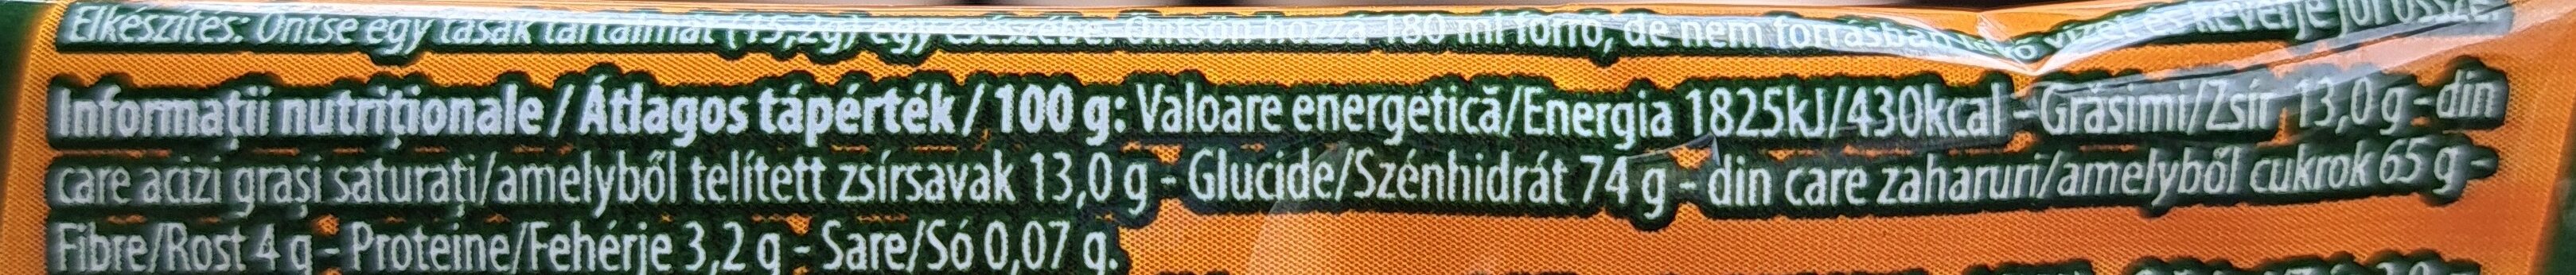 Elkészítés: Öntse egy tasak tartalmát (15,2g) egy csészébe. Öntsön hozzá 180 ml forró, de nem forrásban lévő vizet és keverje jól össze.
Informații nutriționale / Átlagos tápérték / 100 g: Valoare energetică/Energia 1825kJ/430kcal - Grăsimi/Zsír 13,0 g - din
care acizi grași saturați/amelyből telített zsírsavak 13,0 g - Glucide/Szénhidrát 74 g - din care zaharuri/amelyből cukrok 65 g -
Fibre/Rost 4 g - Proteine/Fehérje 3,2 g - Sare/Só 0,07 g.